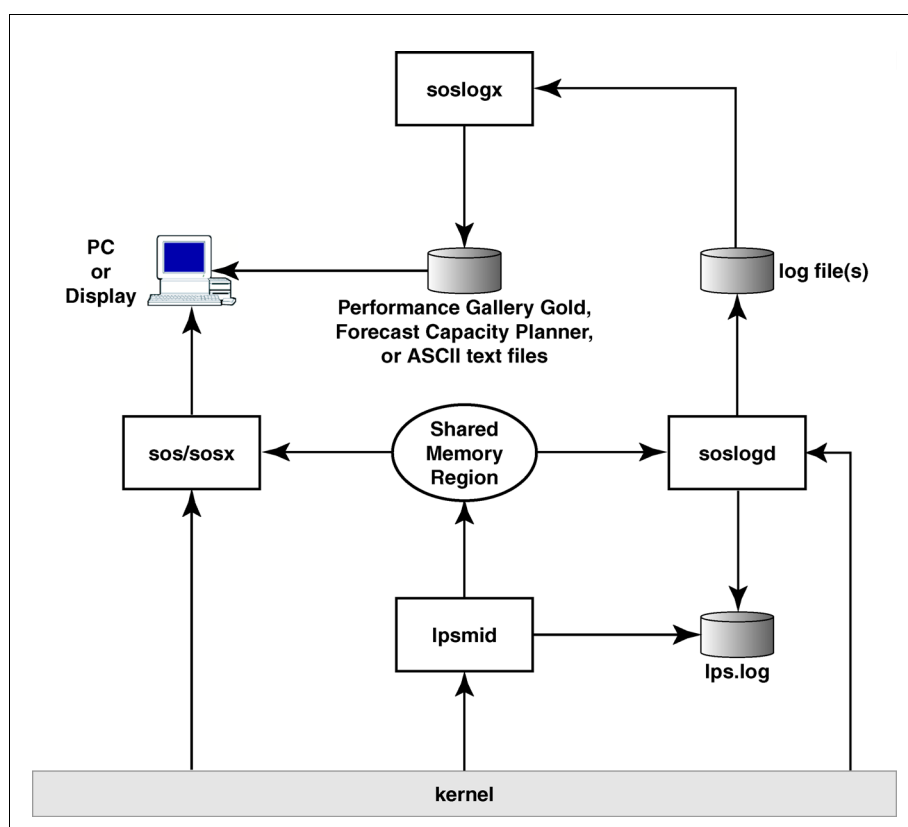 soslogx
PC
or
Display
log file(s)
Performance Gallery Gold,
Forecast Capacity Planner,
or ASCII text files
sos/sosx
Shared
Memory
Region
soslogd
lpsmid
lps.log
kernel